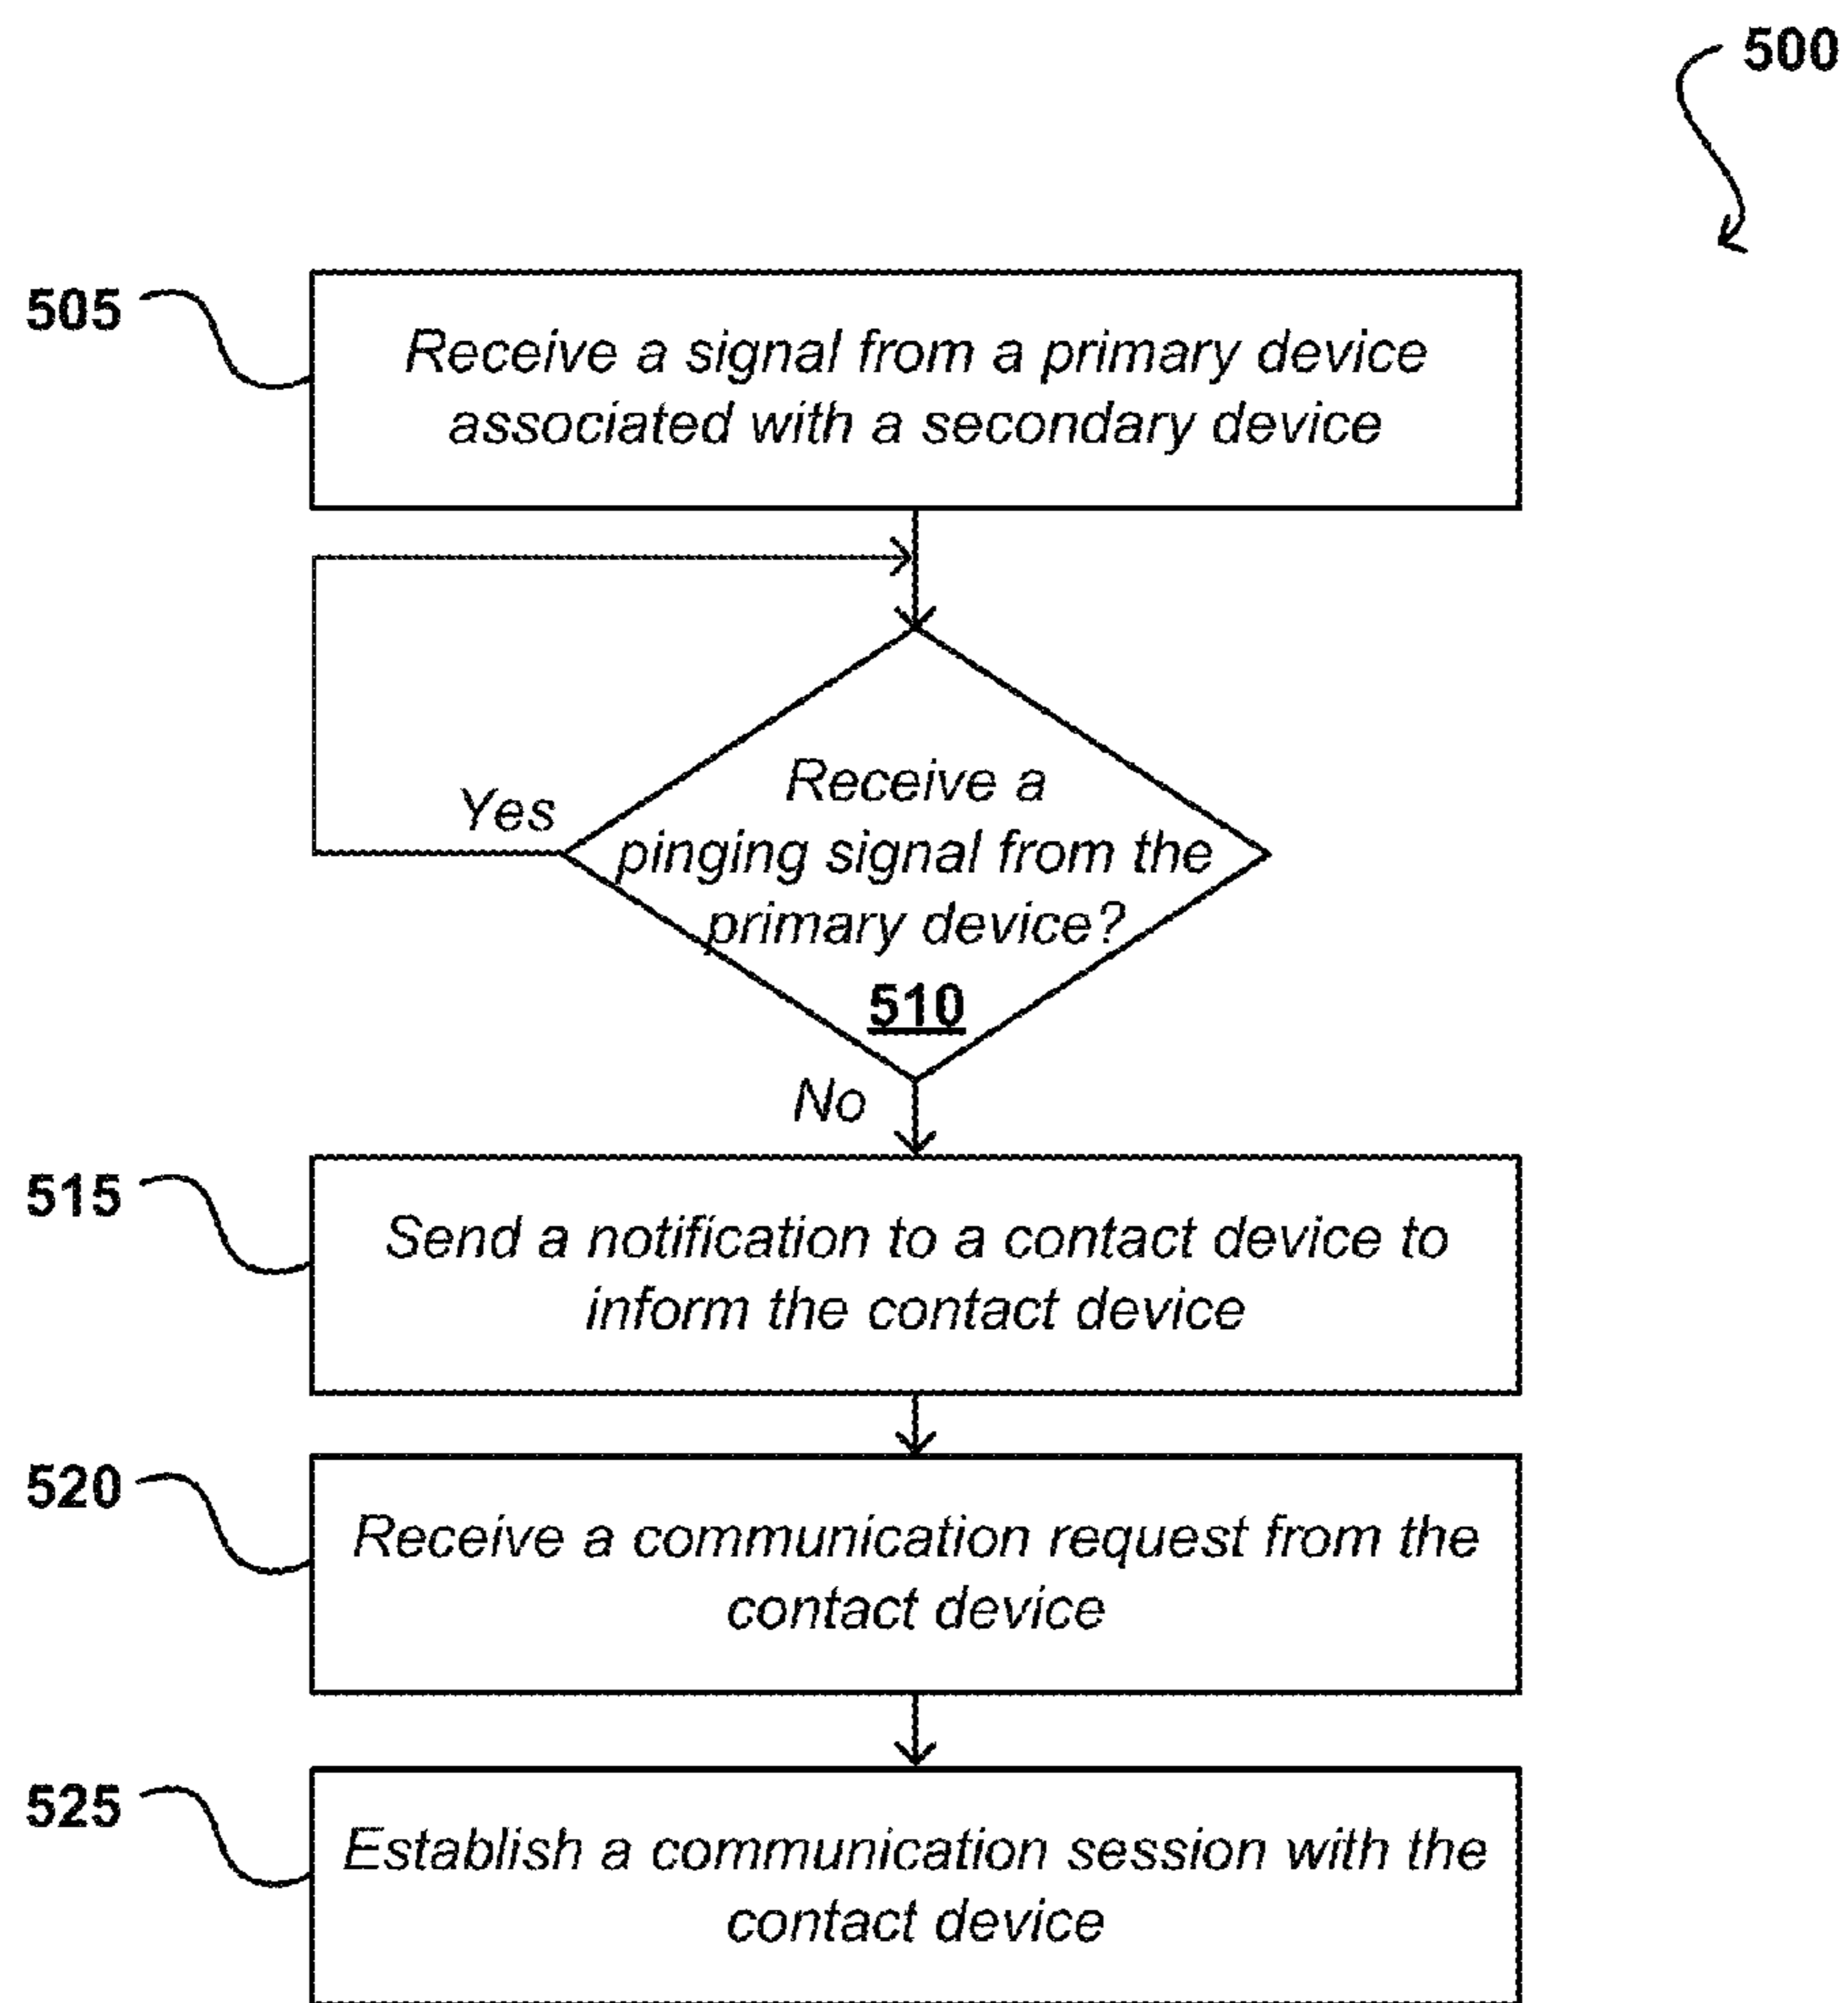 500
505
Receive a signal from a primary device
associated with a secondary device
Yes
Receive a
pinging signal from the
primary device?
510
No
515
Send a notification to a contact device to
inform the contact device
520
Receive a communication request from the
contact device
525
Establish a communication session with the
contact device